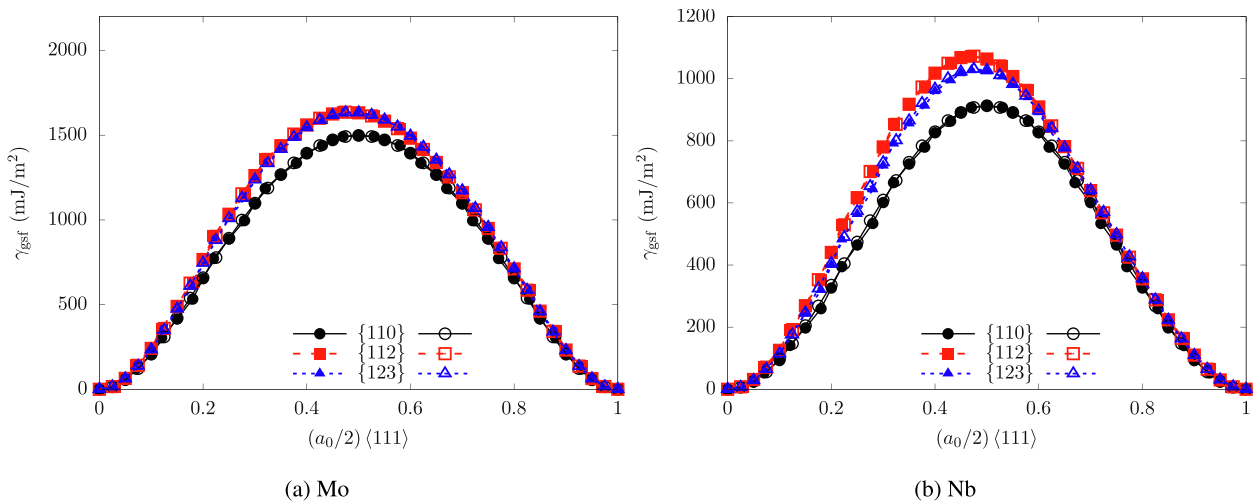 2000
1500
1000
500
0
γgsf (mJ/m²)
{110}
{112}
{123}
0 0.2 0.4 0.6 0.8 1
(a₀/2) ⟨111⟩
(a) Mo
1200
1000
800
600
400
200
0
γgsf (mJ/m²)
{110}
{112}
{123}
0 0.2 0.4 0.6 0.8 1
(a₀/2) ⟨111⟩
(b) Nb